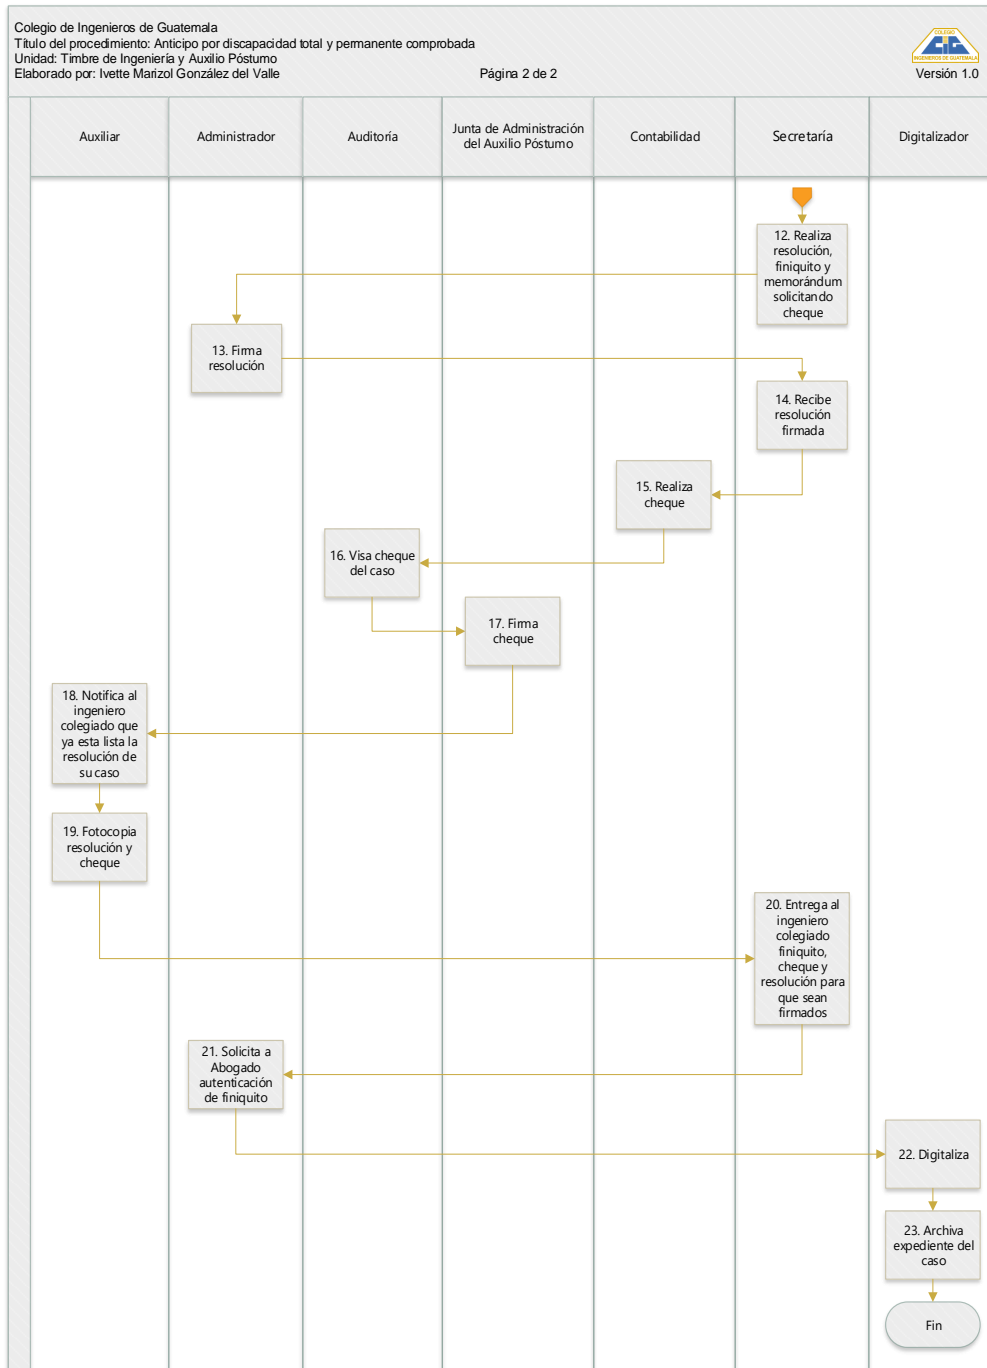 Colegio de Ingenieros de Guatemala
Título del procedimiento: Anticipo por discapacidad total y permanente comprobada
Unidad: Timbre de Ingeniería y Auxilio Póstumo
Elaborado por: Ivette Marizol González del Valle
Página 2 de 2
COLEGIO
CIG
INGENIEROS DE GUATEMALA
Versión 1.0
Auxiliar
Administrador
Auditoría
Junta de Administración
del Auxilio Póstumo
Contabilidad
Secretaría
Digitalizador
12. Realiza
resolución,
finiquito y
memorándum
solicitando
cheque
13. Firma
resolución
14. Recibe
resolución
firmada
15. Realiza
cheque
16. Visa cheque
del caso
17. Firma
cheque
18. Notifica al
ingeniero
colegiado que
ya esta lista la
resolución de
su caso
19. Fotocopia
resolución y
cheque
20. Entrega al
ingeniero
colegiado
finiquito,
cheque y
resolución para
que sean
firmados
21. Solicita a
Abogado
autenticación
de finiquito
22. Digitaliza
23. Archiva
expediente del
caso
Fin